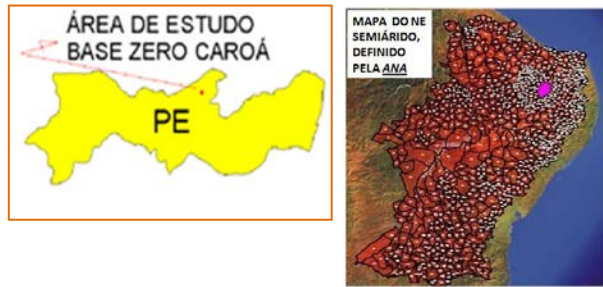 ÁREA DE ESTUDO
BASE ZERO CAROÁ
PE
MAPA DO NE
SEMIÁRIDO,
DEFINIDO
PELA ANA